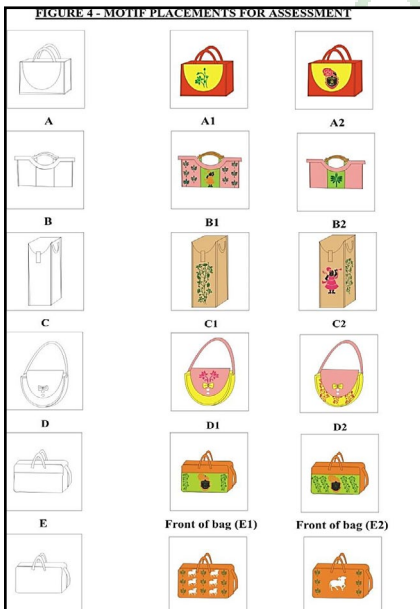 FIGURE 4 - MOTIF PLACEMENTS FOR ASSESSMENT
A A1 A2
B B1 B2
C C1 C2
D D1 D2
E Front of bag (E1) Front of bag (E2)